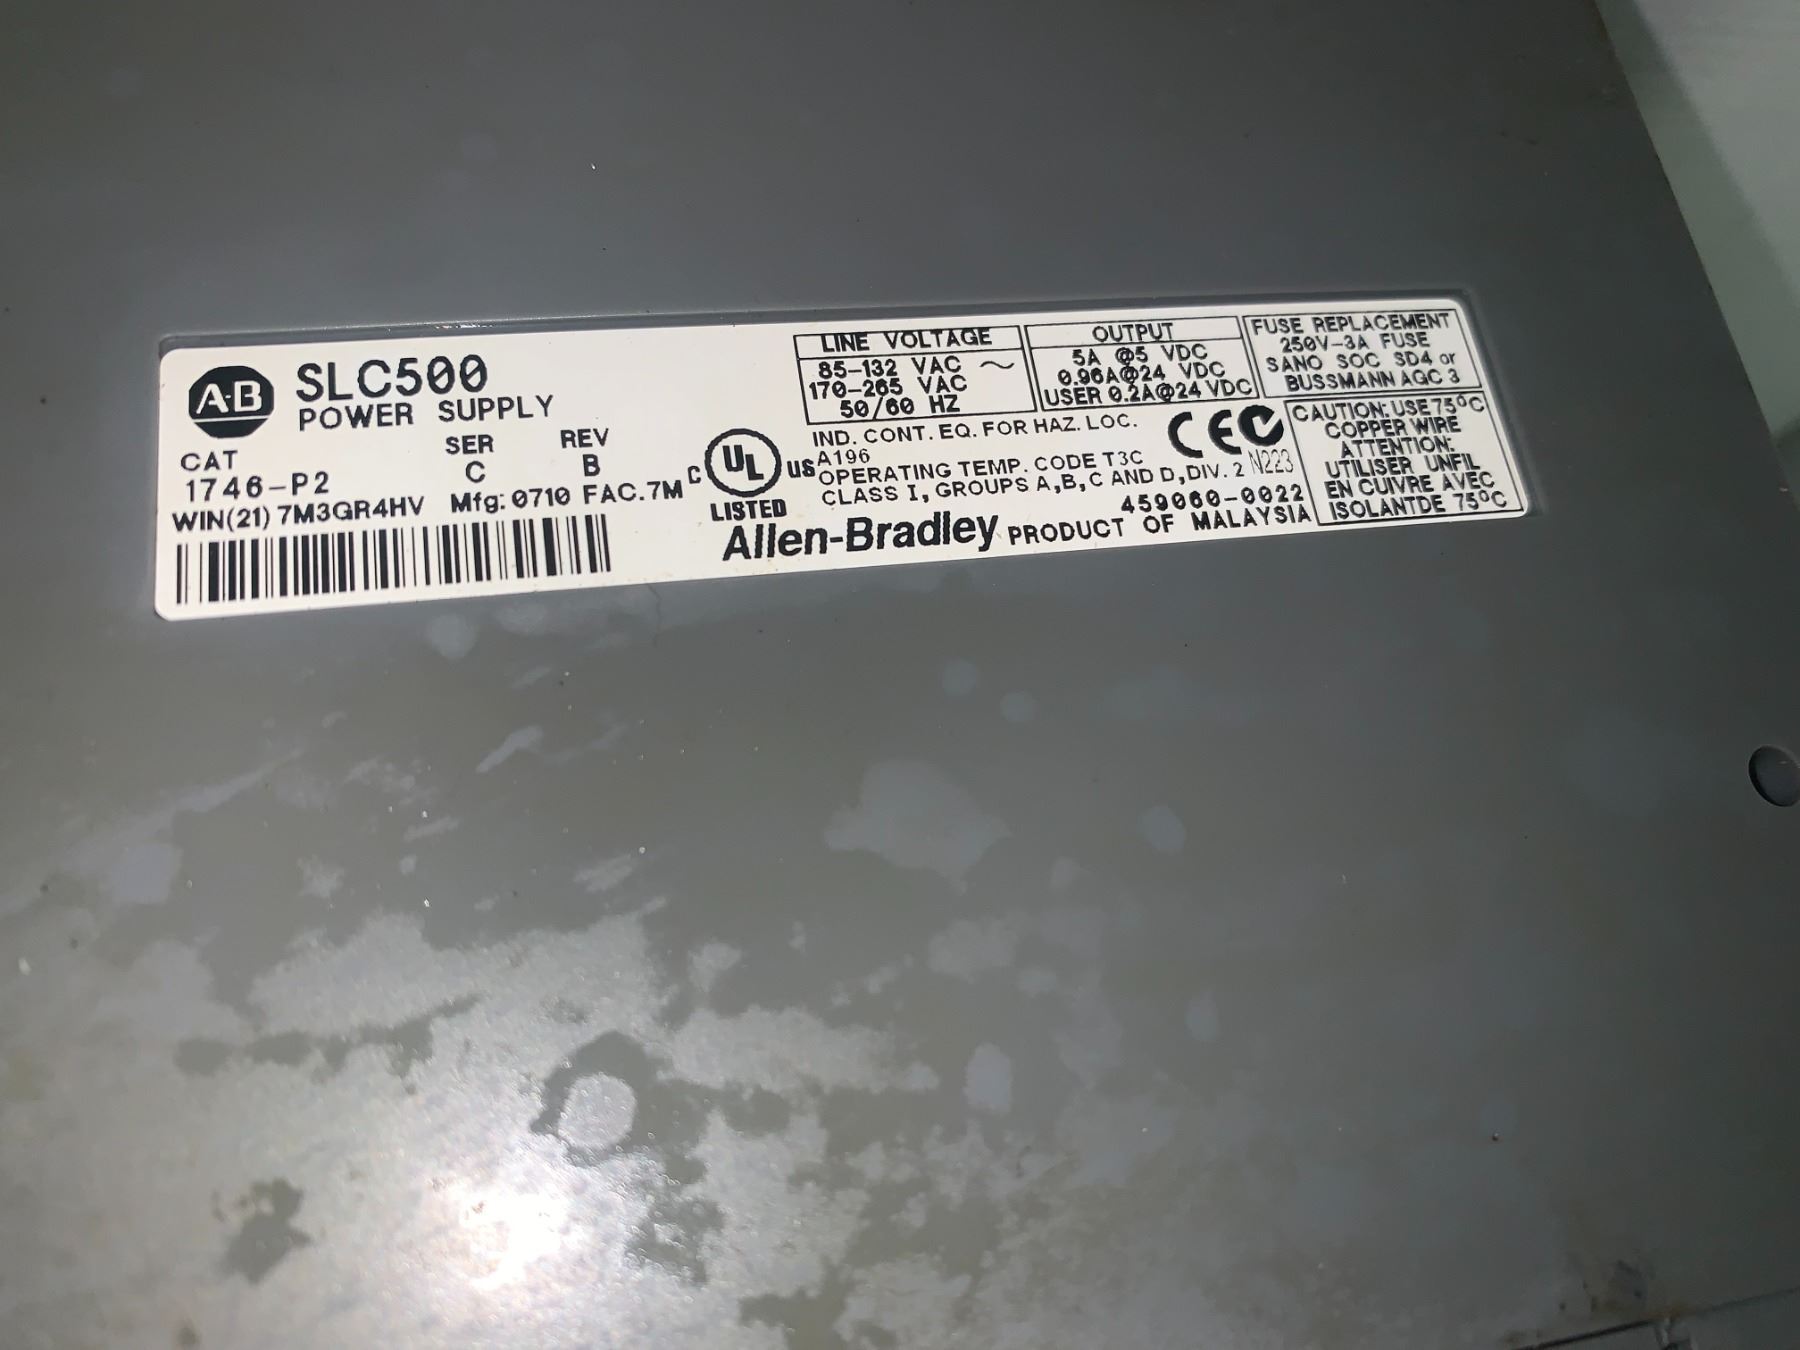 A-B
SLC500
POWER SUPPLY
CAT
SER
REV
1746-P2
C
B
WIN(21) 7M3GR4HV Mfg: 0710 FAC. 7M
C UL US
LISTED
LINE VOLTAGE
85-132 VAC ~
170-265 VAC
50/60 HZ
OUTPUT
5A @5 VDC
0.96A@24 VDC
USER 0.2A@24 VDC
FUSE REPLACEMENT
250V-3A FUSE
SANO SOC SD4 or
BUSSMANN AGC 3
IND. CONT. EQ. FOR HAZ. LOC.
A196
OPERATING TEMP. CODE T3C
CLASS I, GROUPS A,B,C AND D, DIV. 2
CE
N223
459060-0022
Allen-Bradley PRODUCT OF MALAYSIA
CAUTION: USE 75°C
COPPER WIRE
ATTENTION:
UTILISER UNFIL
EN CUIVRE AVEC
ISOLANTDE 75°C